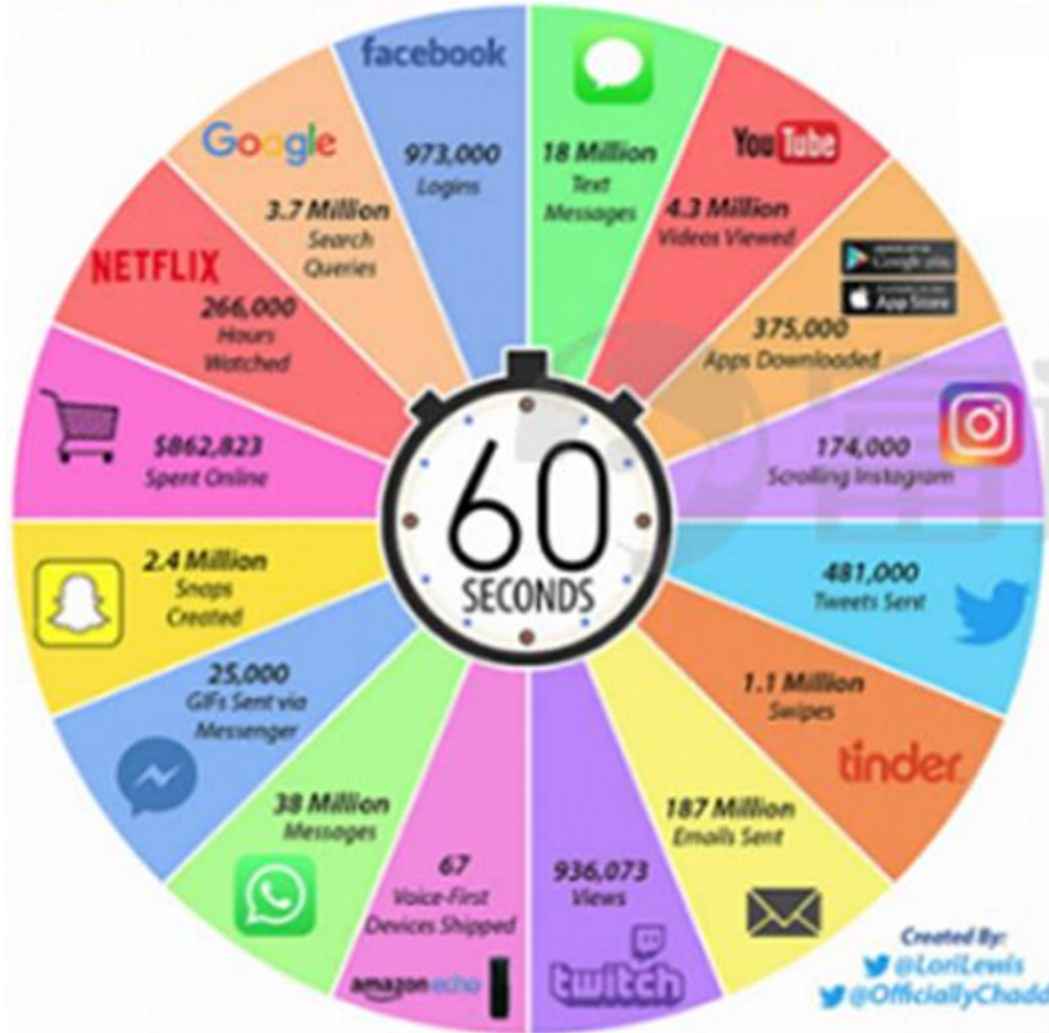 facebook
973,000
Logins
18 Million
Text
Messages
YouTube
4.3 Million
Videos Viewed
Google Play
App Store
375,000
Apps Downloaded
174,000
Scrolling Instagram
481,000
Tweets Sent
1.1 Million
Swipes
tinder
187 Million
Emails Sent
936,073
Views
twitch
67
Voice-First
Devices Shipped
amazon echo
38 Million
Messages
25,000
GIFs Sent via
Messenger
2.4 Million
Snaps
Created
$862,823
Spent Online
NETFLIX
266,000
Hours
Watched
Google
3.7 Million
Search
Queries
60
SECONDS
Created By:
@LoriLewis
@OfficiallyChadd